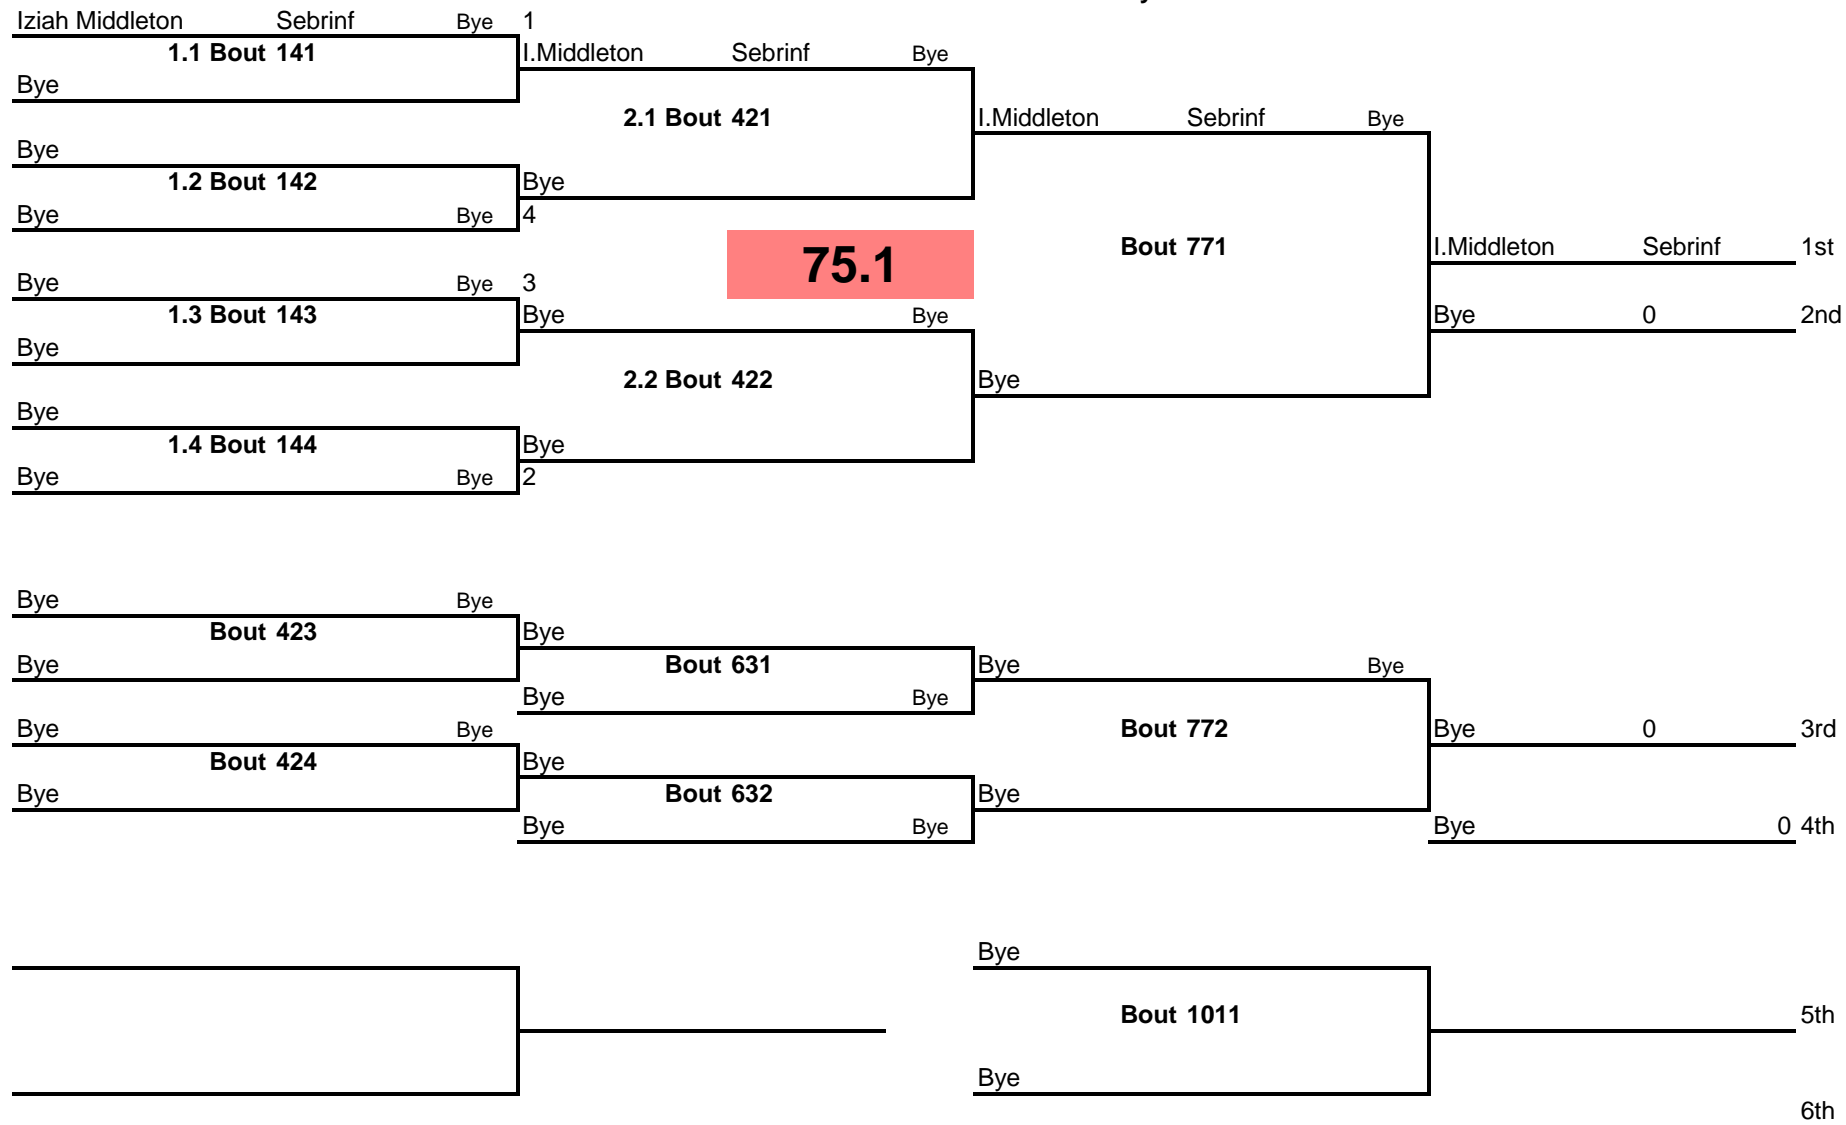 Iziah Middleton Sebrinf Bye 1
1.1 Bout 141 I.Middleton Sebrinf Bye
Bye
2.1 Bout 421 I.Middleton Sebrinf Bye
Bye
1.2 Bout 142 Bye
Bye Bye 4
75.1 Bout 771 I.Middleton Sebrinf 1st
Bye Bye 3
1.3 Bout 143 Bye Bye Bye 0 2nd
Bye
2.2 Bout 422 Bye
Bye
1.4 Bout 144 Bye
Bye Bye 2
Bye Bye
Bout 423 Bye
Bye Bout 631 Bye Bye
Bye Bye
Bye Bye Bout 772 Bye 0 3rd
Bout 424 Bye
Bye Bout 632 Bye
Bye Bye Bye 0 4th
Bye
Bout 1011 5th
Bye
6th